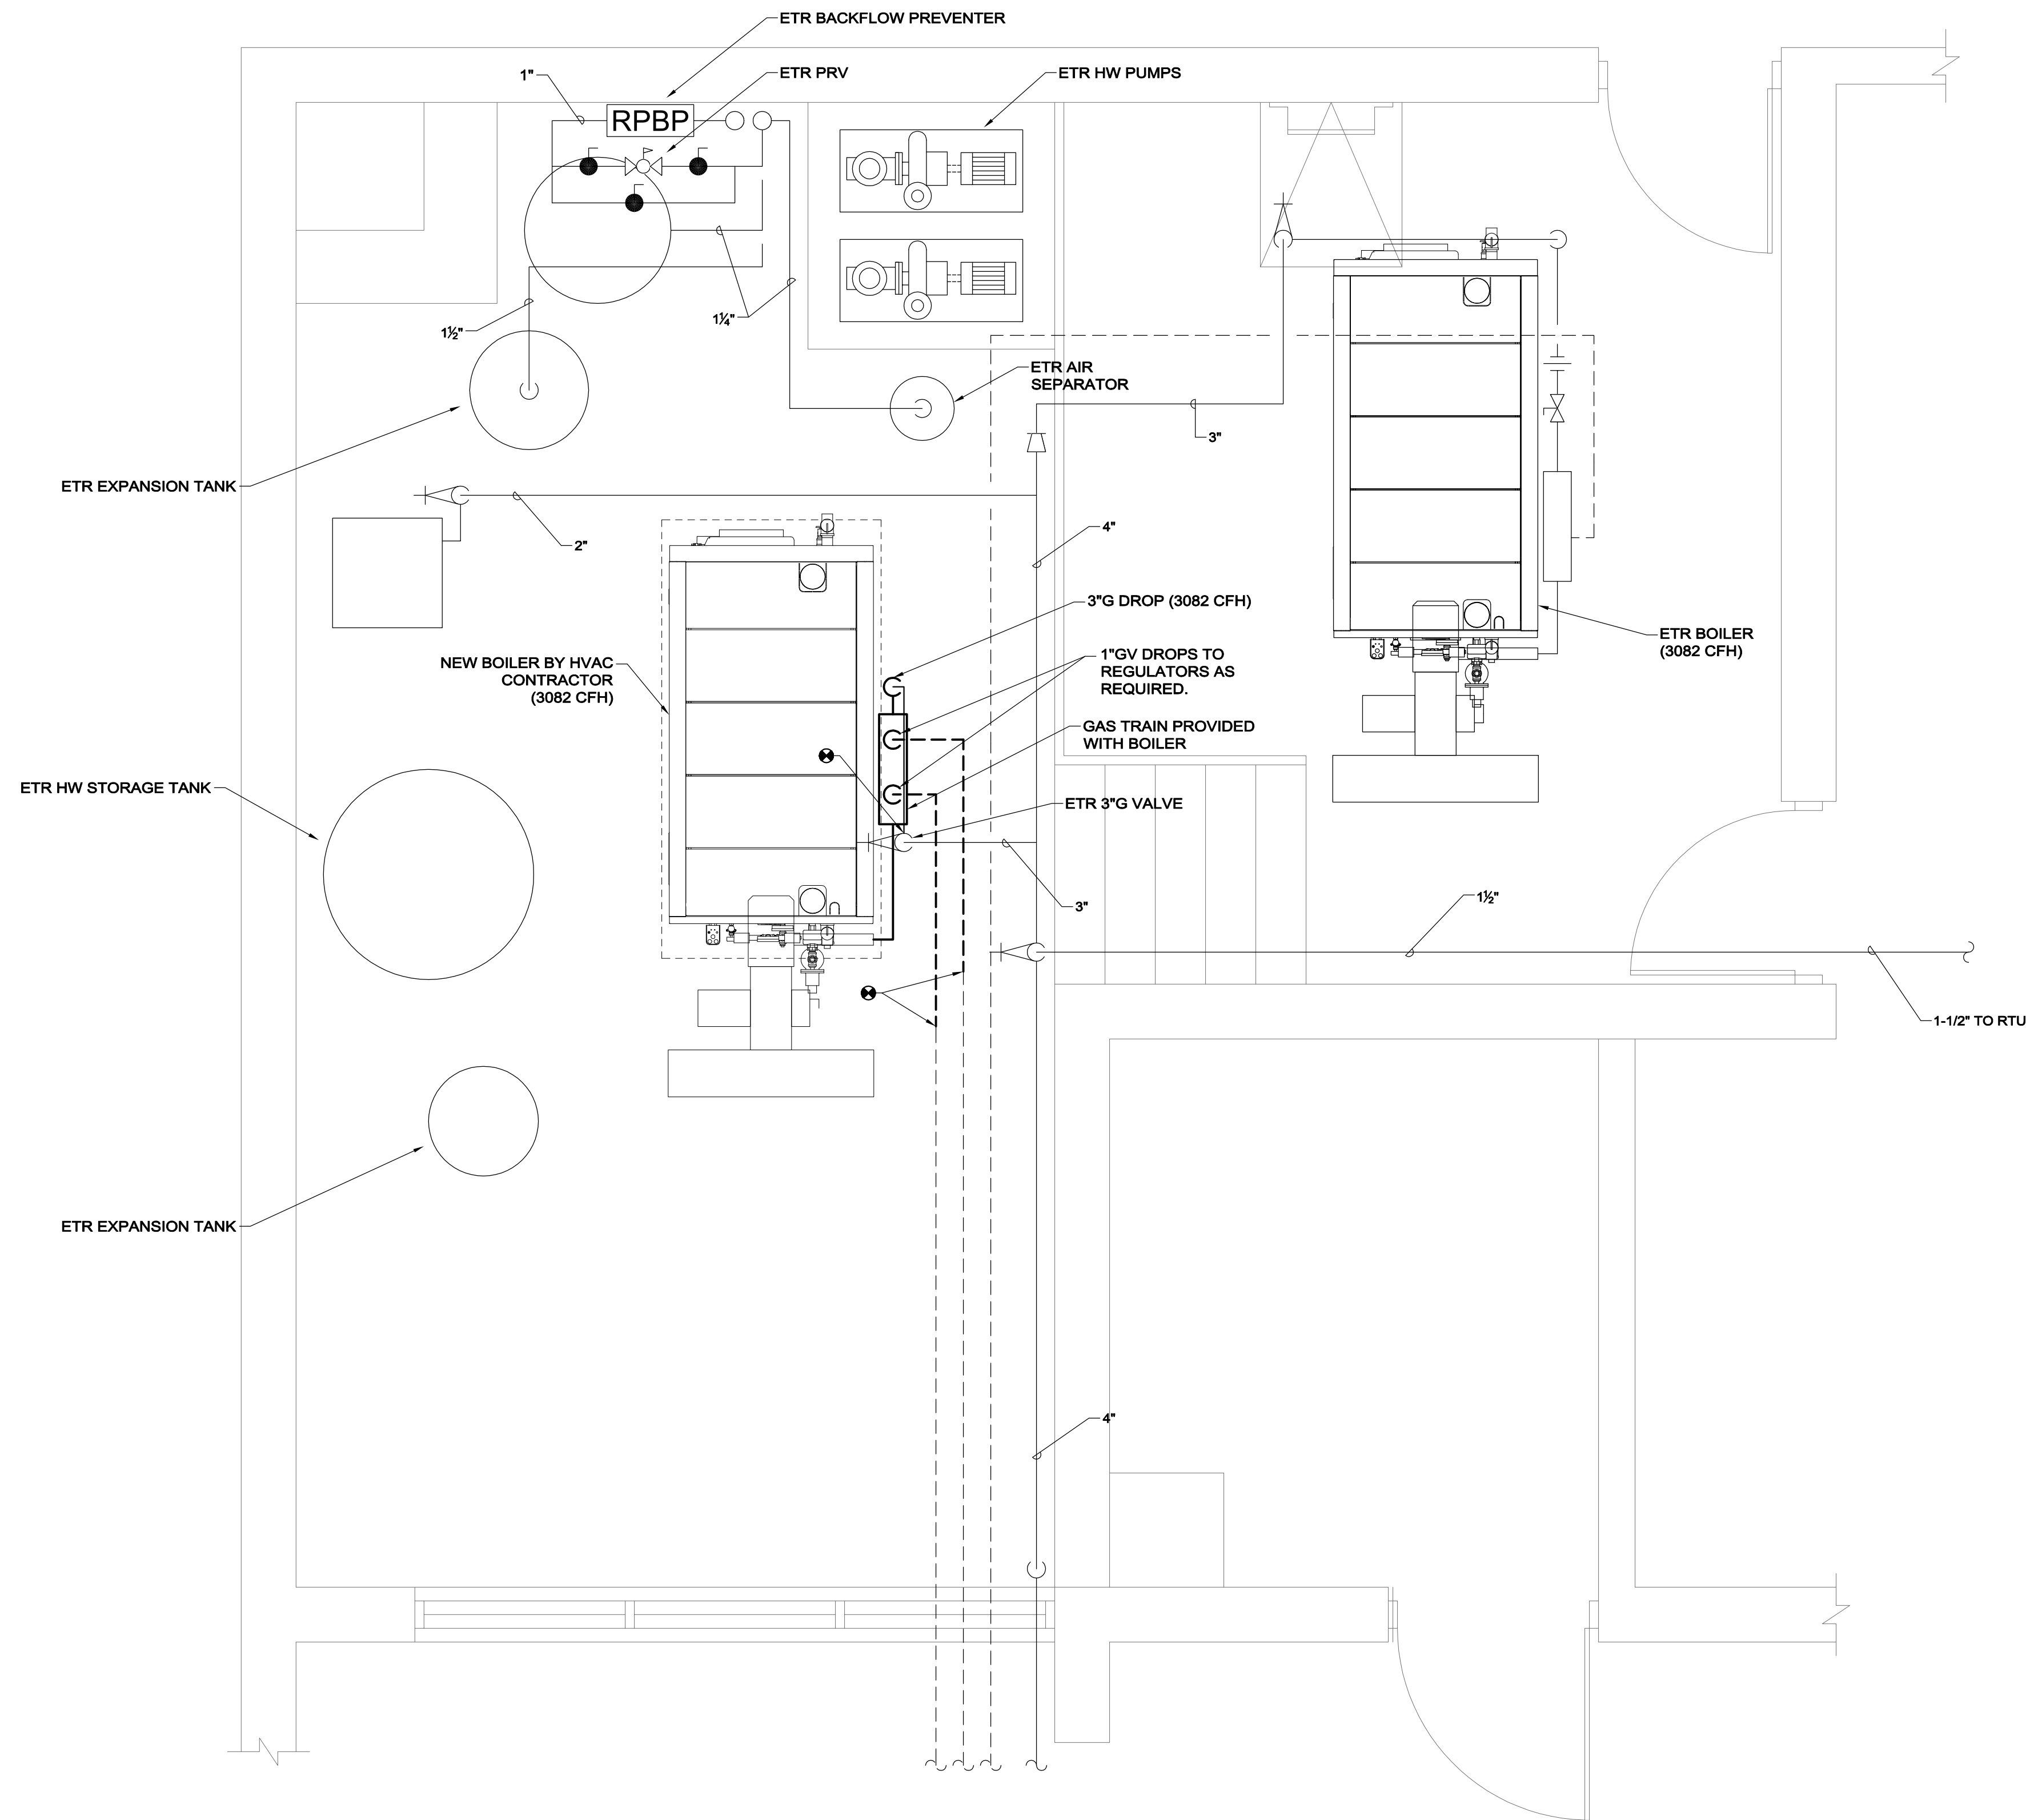 ETR BACKFLOW PREVENTER
1"
ETR PRV
ETR HW PUMPS
RPBP
1½"
1¼"
ETR AIR
SEPARATOR
3"
ETR EXPANSION TANK
2"
4"
3"G DROP (3082 CFH)
ETR BOILER
(3082 CFH)
NEW BOILER BY HVAC
CONTRACTOR
(3082 CFH)
1"GV DROPS TO
REGULATORS AS
REQUIRED.
GAS TRAIN PROVIDED
WITH BOILER
ETR HW STORAGE TANK
ETR 3"G VALVE
3"
1½"
1-1/2" TO RTU
ETR EXPANSION TANK
4"